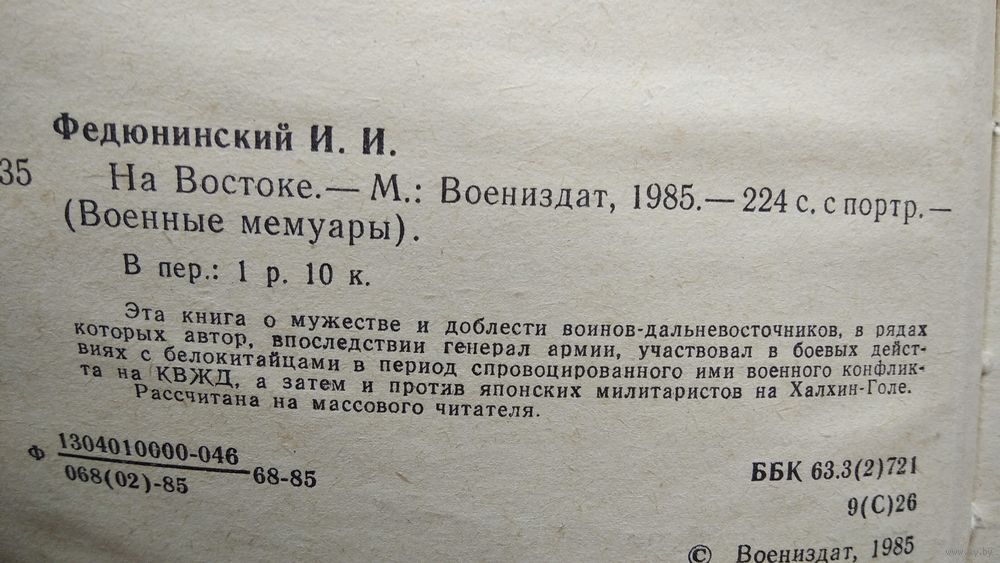 Федюнинский И. И.
35 На Востоке.— М.: Воениздат, 1985.— 224 с. с портр.—
(Военные мемуары).
В пер.: 1 р. 10 к.
Эта книга о мужестве и доблести воинов-дальневосточников, в рядах
которых автор, впоследствии генерал армии, участвовал в боевых дейст-
виях с белокитайцами в период спровоцированного ими военного конфлик-
та на КВЖД, а затем и против японских милитаристов на Халхин-Голе.
Рассчитана на массового читателя.
Ф 1304010000-046
068(02)-85 68-85
ББК 63.3(2)721
9(С)26
© Воениздат, 1985